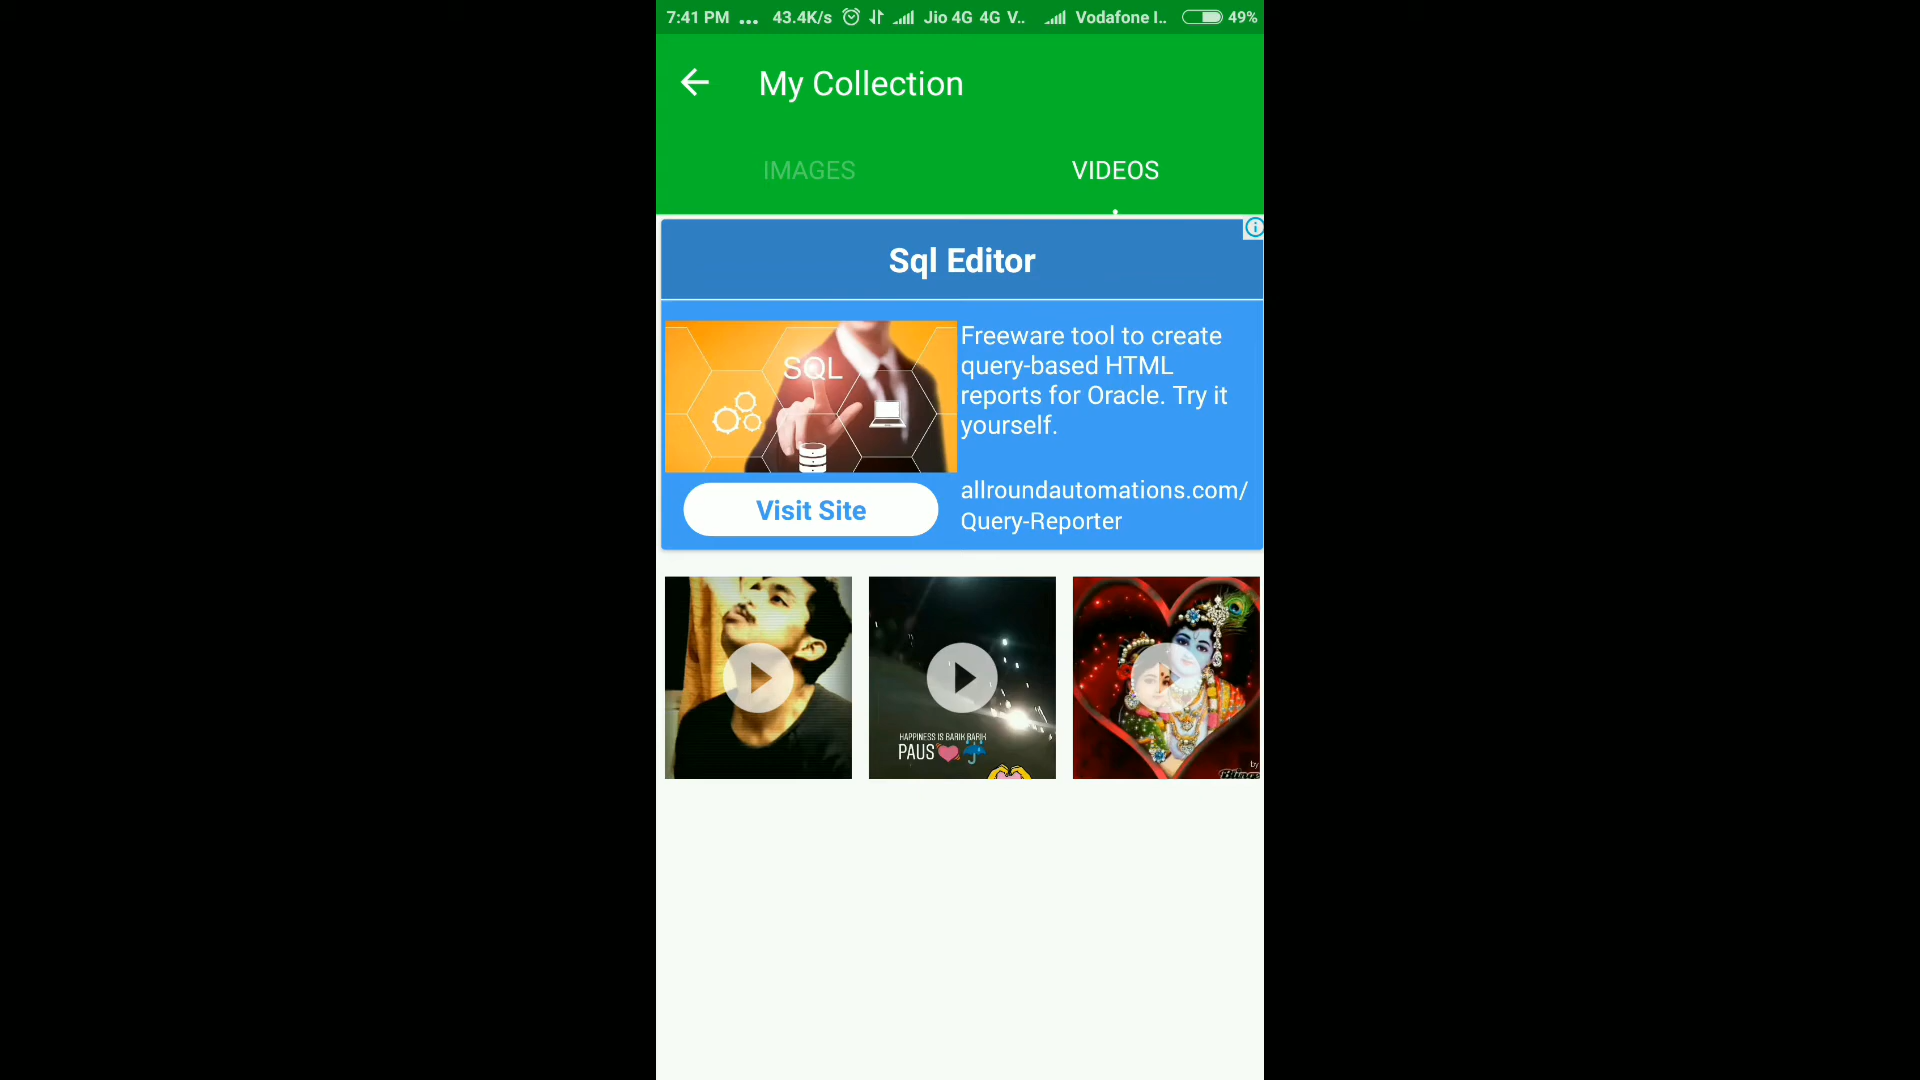 7:41 PM ... 43.4K/s Jio 4G 4G V.. Vodafone I.. 49%
My Collection
IMAGES VIDEOS
Sql Editor
SQL
Freeware tool to create
query-based HTML
reports for Oracle. Try it
yourself.
Visit Site
allroundautomations.com/
Query-Reporter
HAPPINESS IS BARIK BARIK
PAUS
by